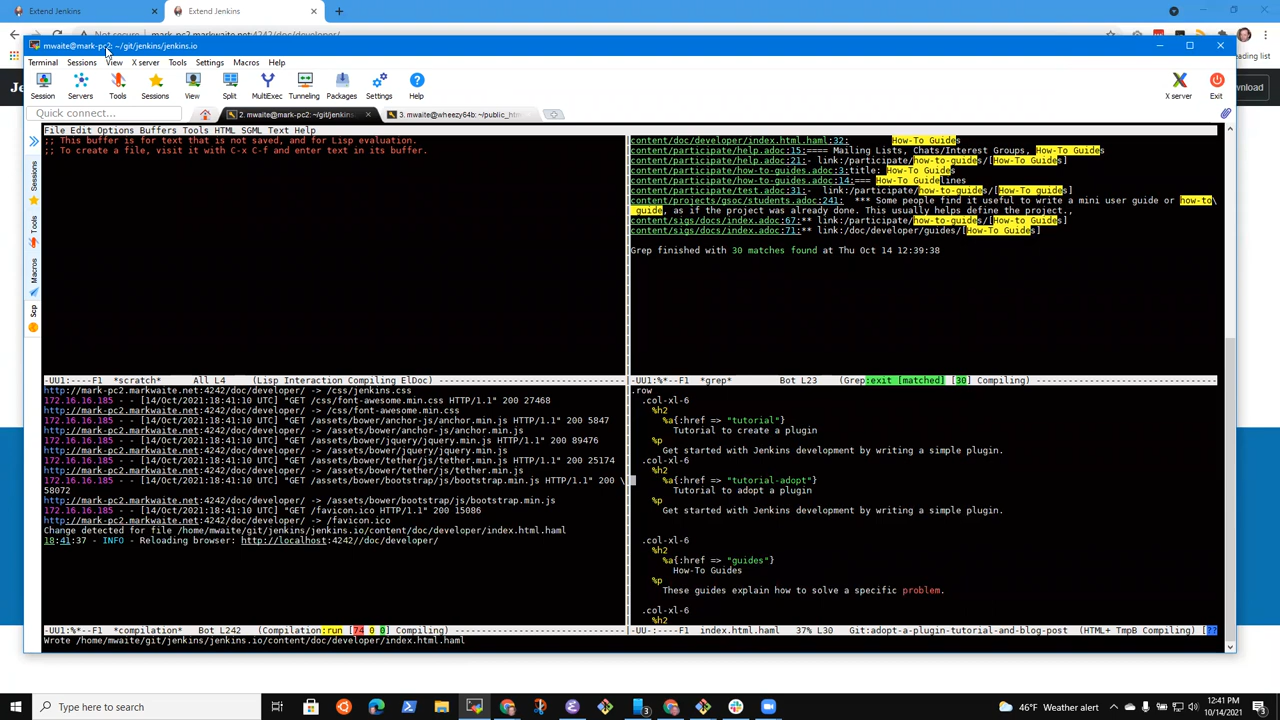 Extend Jenkins
Extend Jenkins
Not secure mark-pc2.markwaite.net:4242/doc/developer/
mwaite@mark-pc2: ~/git/jenkins/jenkins.io
Terminal Sessions View X server Tools Settings Macros Help
Session Servers Tools Sessions View Split MultiExec Tunneling Packages Settings Help
X server Exit
Quick connect...
2. mwaite@mark-pc2: ~/git/jenkins
3. mwaite@wheezy64b: ~/public_htm
Sessions
Tools
Macros
Scp
File Edit Options Buffers Tools HTML SGML Text Help
;; This buffer is for text that is not saved, and for Lisp evaluation.
;; To create a file, visit it with C-x C-f and enter text in its buffer.
-UU1:----F1 *scratch* All L4 (Lisp Interaction Compiling ElDoc)
content/doc/developer/index.html.haml:32: How-To Guides
content/participate/help.adoc:15:==== Mailing Lists, Chats/Interest Groups, How-To Guides
content/participate/help.adoc:21:- link:/participate/how-to-guides/[How-To Guides]
content/participate/how-to-guides.adoc:3:title: How-To Guides
content/participate/how-to-guides.adoc:14:=== How-To Guidelines
content/participate/test.adoc:31:- link:/participate/how-to-guides/[How-To guides]
content/projects/gsoc/students.adoc:241: *** Some people find it useful to write a mini user guide or how-to\
guide, as if the project was already done. This usually helps define the project.,
content/sigs/docs/index.adoc:67:** link:/participate/how-to-guides/[How-To Guides]
content/sigs/docs/index.adoc:71:** link:/doc/developer/guides/[How-To Guides]
Grep finished with 30 matches found at Thu Oct 14 12:39:38
-UU1:%*--F1 *grep* Bot L23 (Grep:exit [matched] [30] Compiling)
http://mark-pc2.markwaite.net:4242/doc/developer/ -> /css/jenkins.css
172.16.16.185 - - [14/Oct/2021:18:41:10 UTC] "GET /css/font-awesome.min.css HTTP/1.1" 200 27468
http://mark-pc2.markwaite.net:4242/doc/developer/ -> /css/font-awesome.min.css
172.16.16.185 - - [14/Oct/2021:18:41:10 UTC] "GET /assets/bower/anchor-js/anchor.min.js HTTP/1.1" 200 5847
http://mark-pc2.markwaite.net:4242/doc/developer/ -> /assets/bower/anchor-js/anchor.min.js
172.16.16.185 - - [14/Oct/2021:18:41:10 UTC] "GET /assets/bower/jquery/jquery.min.js HTTP/1.1" 200 89476
http://mark-pc2.markwaite.net:4242/doc/developer/ -> /assets/bower/jquery/jquery.min.js
172.16.16.185 - - [14/Oct/2021:18:41:10 UTC] "GET /assets/bower/tether/js/tether.min.js HTTP/1.1" 200 25174
http://mark-pc2.markwaite.net:4242/doc/developer/ -> /assets/bower/tether/js/tether.min.js
172.16.16.185 - - [14/Oct/2021:18:41:10 UTC] "GET /assets/bower/bootstrap/js/bootstrap.min.js HTTP/1.1" 200 \
58072
http://mark-pc2.markwaite.net:4242/doc/developer/ -> /assets/bower/bootstrap/js/bootstrap.min.js
172.16.16.185 - - [14/Oct/2021:18:41:10 UTC] "GET /favicon.ico HTTP/1.1" 200 15086
http://mark-pc2.markwaite.net:4242/doc/developer/ -> /favicon.ico
Change detected for file /home/mwaite/git/jenkins/jenkins.io/content/doc/developer/index.html.haml
18:41:37 - INFO - Reloading browser: http://localhost:4242//doc/developer/
-UU1:%*--F1 *compilation* Bot L242 (Compilation:run [74 0 0] Compiling)
Wrote /home/mwaite/git/jenkins/jenkins.io/content/doc/developer/index.html.haml
.row
.col-xl-6
%h2
%a{:href => "tutorial"}
Tutorial to create a plugin
%p
Get started with Jenkins development by writing a simple plugin.
.col-xl-6
%h2
%a{:href => "tutorial-adopt"}
Tutorial to adopt a plugin
%p
Get started with Jenkins development by writing a simple plugin.
.col-xl-6
%h2
%a{:href => "guides"}
How-To Guides
%p
These guides explain how to solve a specific problem.
.col-xl-6
%h2
-UU-:----F1 index.html.haml 37% L30 Git:adopt-a-plugin-tutorial-and-blog-post (HTML+ TmpB Compiling) [??
Type here to search
46°F Weather alert
12:41 PM
10/14/2021